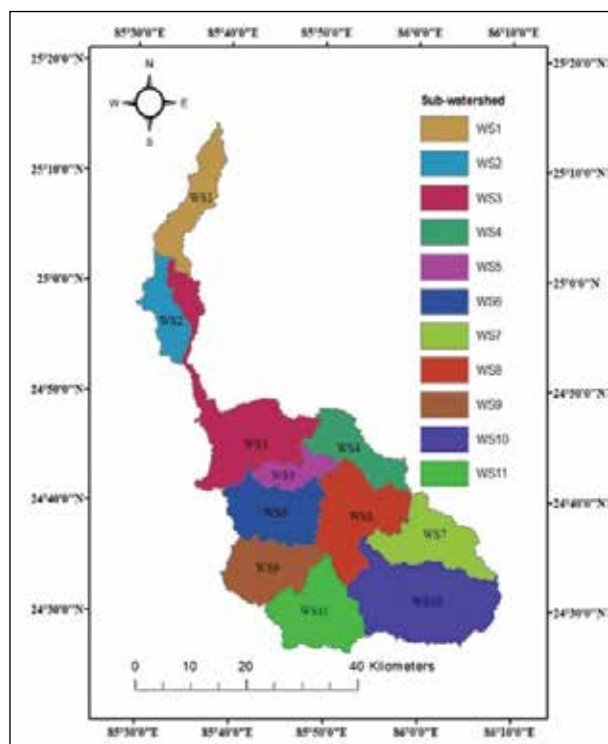 85°30'0"E 85°40'0"E 85°50'0"E 86°0'0"E 86°10'0"E
25°20'0"N 25°20'0"N
N
W E
S
Sub-watershed
WS1
WS2
WS3
WS4
WS5
WS6
WS7
WS8
WS9
WS10
WS11
25°10'0"N 25°10'0"N
WS1
25°0'0"N 25°0'0"N
WS2
24°50'0"N 24°50'0"N
WS3
WS4
WS5
24°40'0"N 24°40'0"N
WS6
WS8
WS7
WS9
WS10
WS11
24°30'0"N 24°30'0"N
0 10 20 40 Kilometers
85°30'0"E 85°40'0"E 85°50'0"E 86°0'0"E 86°10'0"E